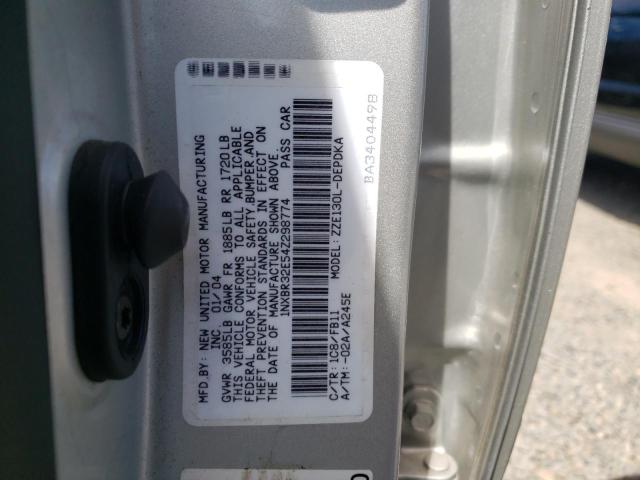 MFD.BY: NEW UNITED MOTOR MANUFACTURING
INC. 01/04
GVWR 3585LB GAWR FR 1885LB RR 1720LB
THIS VEHICLE CONFORMS TO ALL APPLICABLE
FEDERAL MOTOR VEHICLE SAFETY, BUMPER, AND
THEFT PREVENTION STANDARDS IN EFFECT ON
THE DATE OF MANUFACTURE SHOWN ABOVE.
1NXBR32E54Z298774 PASS CAR
C/TR: 1C8/FB11 MODEL: ZZE130L-DEPDKA
A/TM: -02A/A245E
BA3404449B